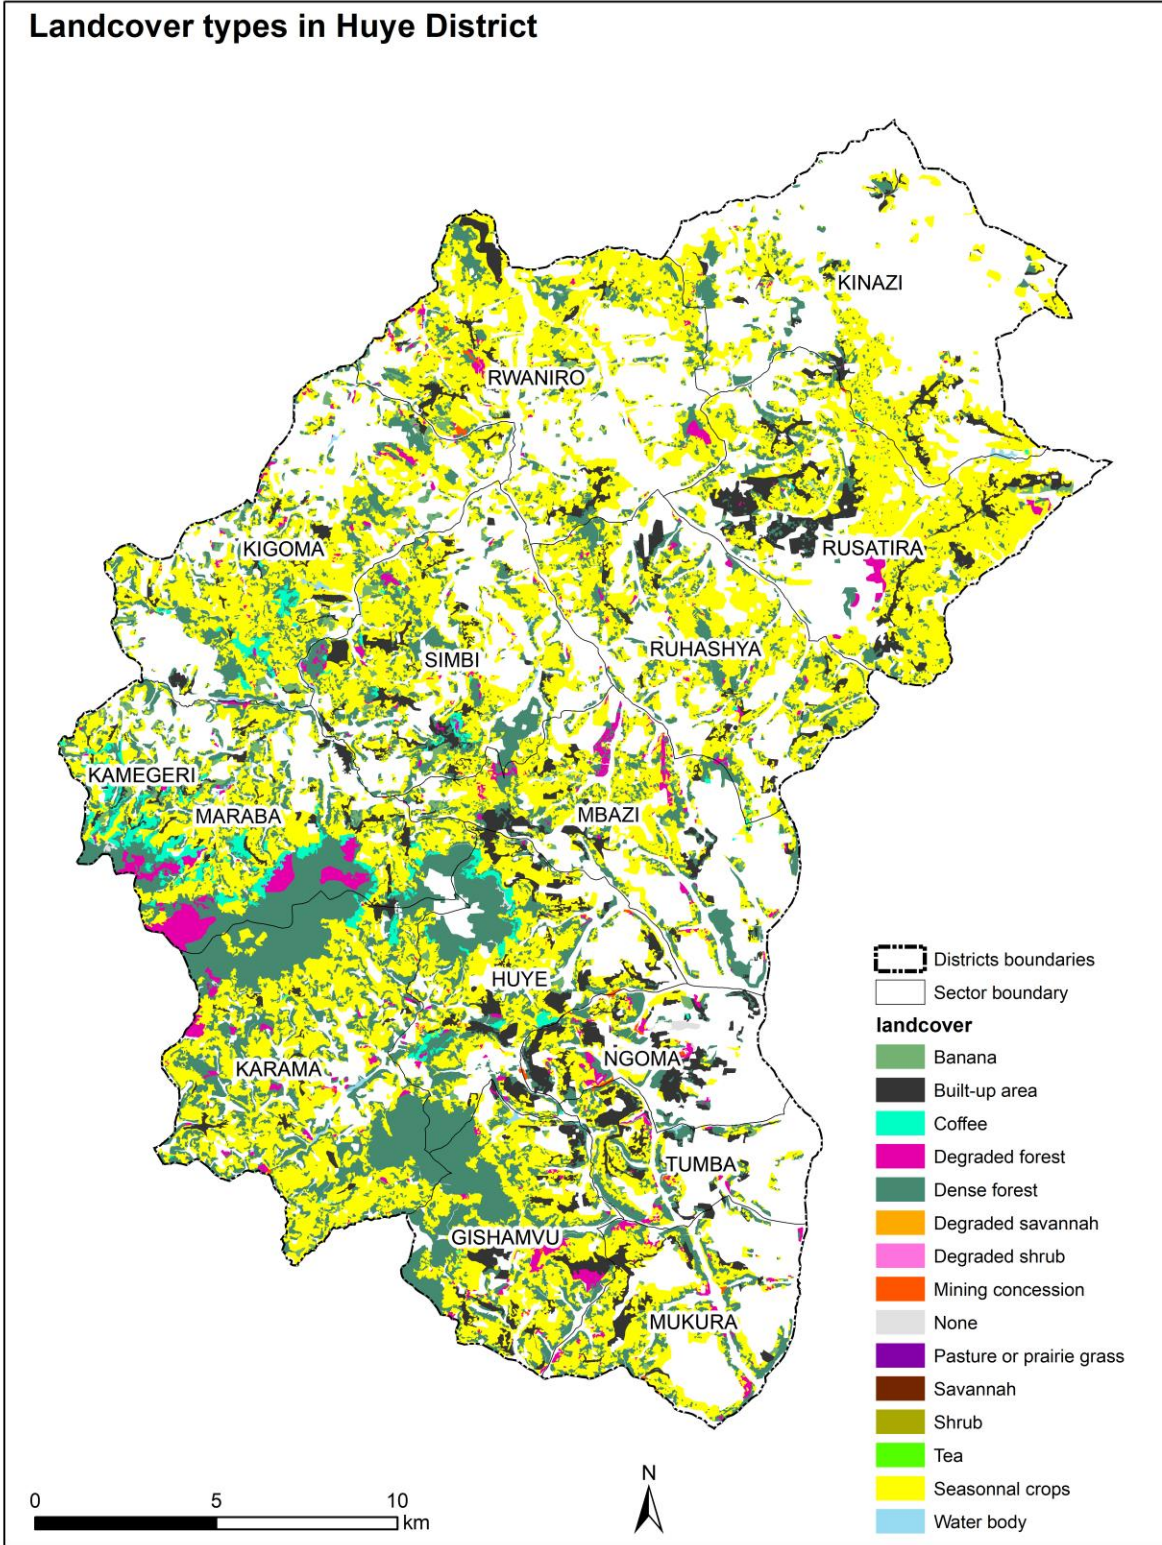 Landcover types in Huye District
KINAZI
RWANIRO
KIGOMA
RUSATIRA
SIMBI
RUHASHYA
KAMEGERI
MARABA
MBAZI
HUYE
KARAMA
NGOMA
TUMBA
GISHAMVU
MUKURA
Districts boundaries
Sector boundary
landcover
Banana
Built-up area
Coffee
Degraded forest
Dense forest
Degraded savannah
Degraded shrub
Mining concession
None
Pasture or prairie grass
Savannah
Shrub
Tea
Seasonnal crops
Water body
0 5 10
km
N